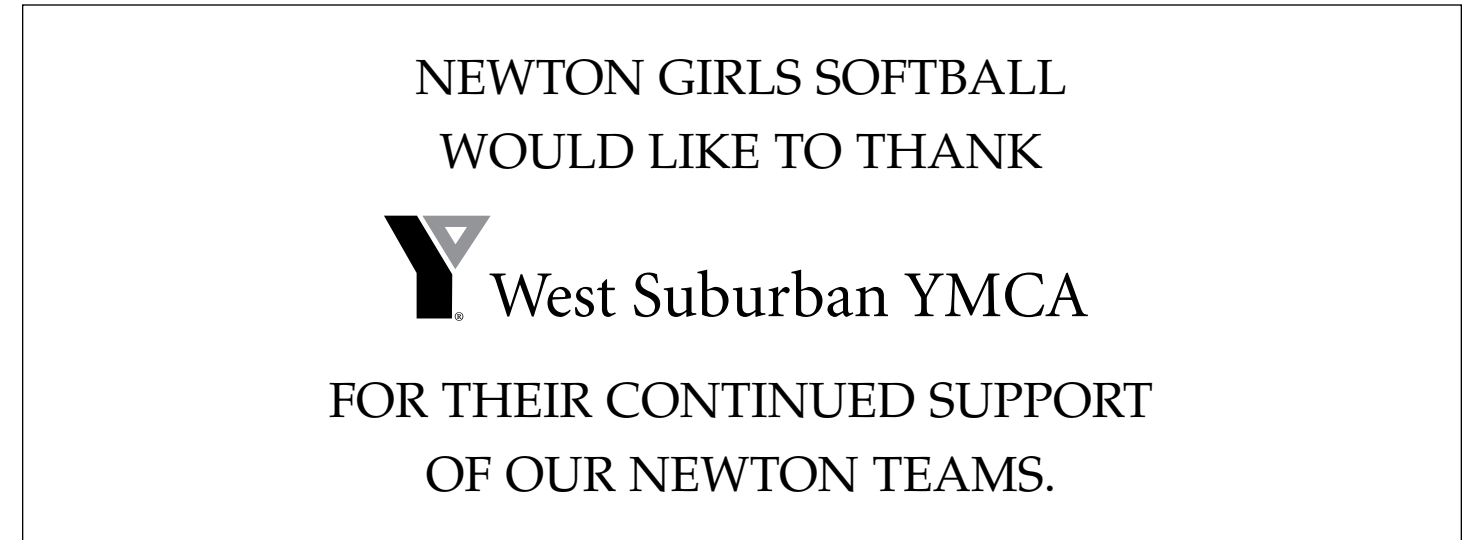 NEWTON GIRLS SOFTBALL
WOULD LIKE TO THANK
Y® West Suburban YMCA
FOR THEIR CONTINUED SUPPORT
OF OUR NEWTON TEAMS.